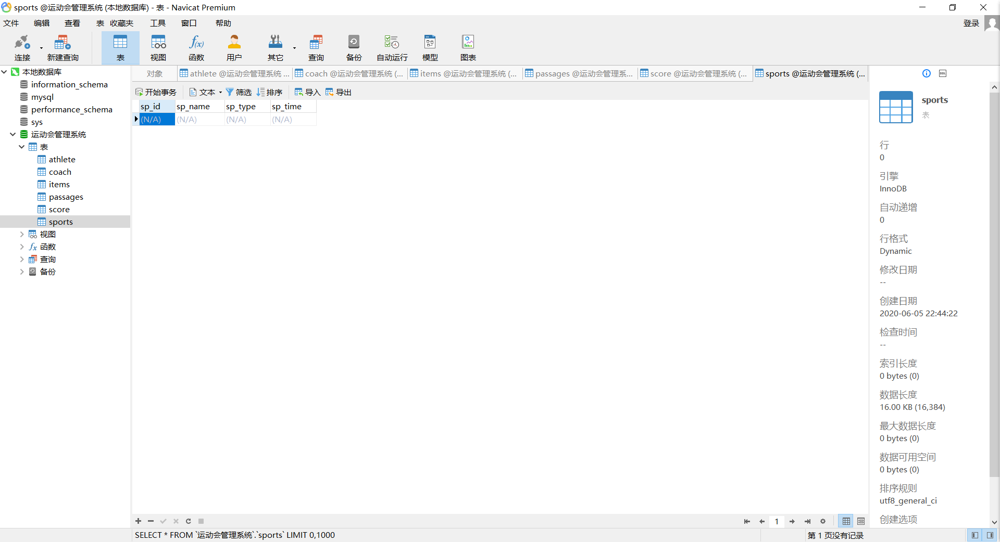 sports @运动会管理系统 (本地数据库) - 表 - Navicat Premium
文件 编辑 查看 表 收藏夹 工具 窗口 帮助 登录
连接 新建查询 表 视图 函数 用户 其它 查询 备份 自动运行 模型 图表
本地数据库
information_schema
mysql
performance_schema
sys
运动会管理系统
表
athlete
coach
items
passages
score
sports
视图
函数
查询
备份
对象 athlete @运动会管理系统 ... coach @运动会管理系统 (... items @运动会管理系统 (... passages @运动会管理系... score @运动会管理系统 (... sports @运动会管理系统 (...
开始事务 文本 筛选 排序 导入 导出
sp_id sp_name sp_type sp_time
(N/A) (N/A) (N/A) (N/A)
sports
表
行
0
引擎
InnoDB
自动递增
0
行格式
Dynamic
修改日期
--
创建日期
2020-06-05 22:44:22
检查时间
--
索引长度
0 bytes (0)
数据长度
16.00 KB (16,384)
最大数据长度
0 bytes (0)
数据可用空间
0 bytes (0)
排序规则
utf8_general_ci
创建选项
1
SELECT * FROM `运动会管理系统`.`sports` LIMIT 0,1000
第 1 页没有记录